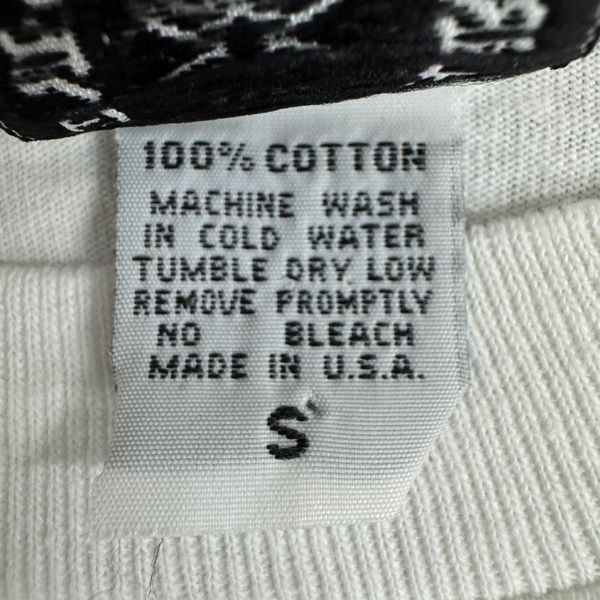 100% COTTON
MACHINE WASH
IN COLD WATER
TUMBLE DRY LOW
REMOVE PROMPTLY
NO BLEACH
MADE IN U.S.A.
S